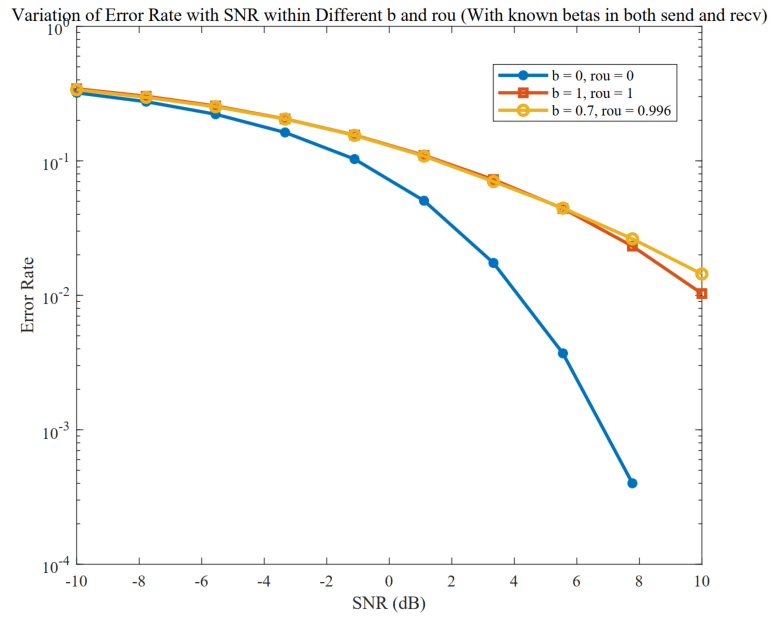 Variation of Error Rate with SNR within Different b and rou (With known betas in both send and recv)
10^0
b = 0, rou = 0
b = 1, rou = 1
b = 0.7, rou = 0.996
10^-1
Error Rate
10^-2
10^-3
10^-4
-10 -8 -6 -4 -2 0 2 4 6 8 10
SNR (dB)